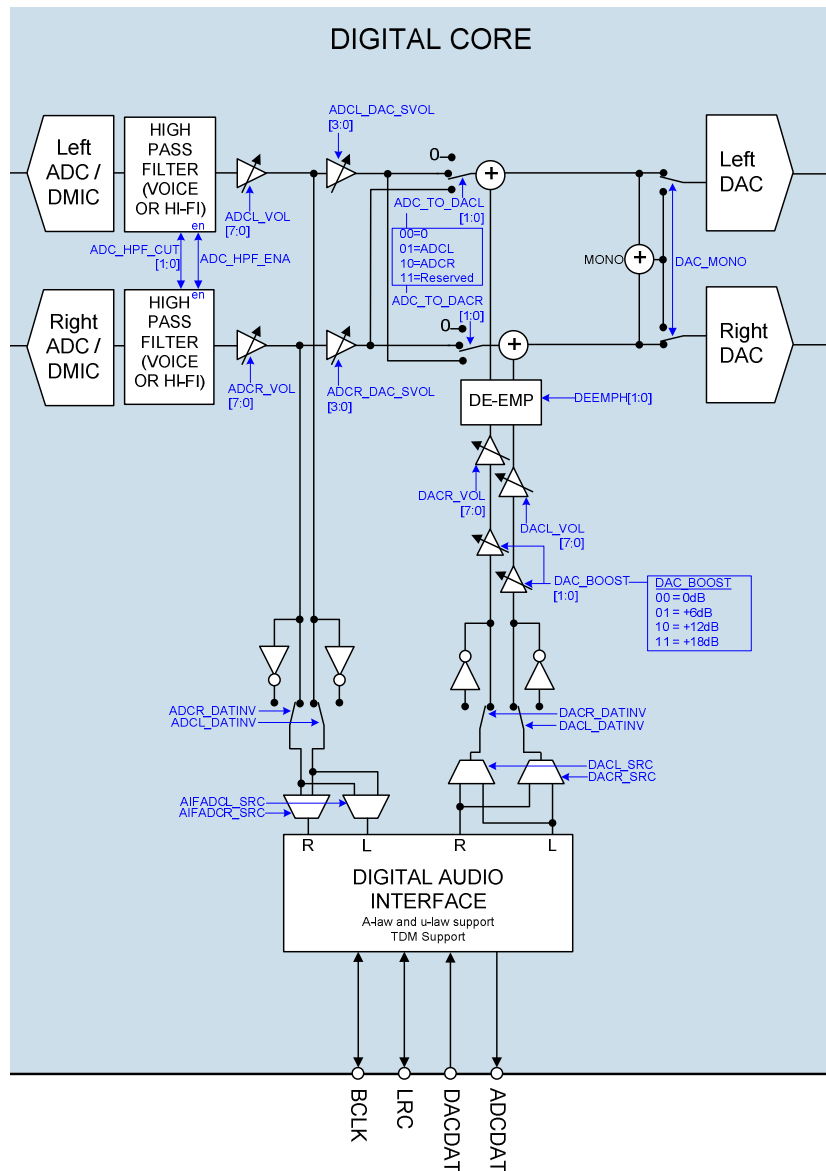 DIGITAL CORE
Left
ADC /
DMIC
HIGH
PASS
FILTER
(VOICE
OR HI-FI)
en
ADCL_VOL
[7:0]
ADCL_DAC_SVOL
[3:0]
0
ADC_TO_DACL
[1:0]
00=0
01=ADCL
10=ADCR
11=Reserved
ADC_TO_DACR
[1:0]
0
+
Left
DAC
ADC_HPF_CUT
[1:0]
ADC_HPF_ENA
MONO
+
DAC_MONO
Right
ADC /
DMIC
en
HIGH
PASS
FILTER
(VOICE
OR HI-FI)
ADCR_VOL
[7:0]
ADCR_DAC_SVOL
[3:0]
+
Right
DAC
DE-EMP
DEEMPH[1:0]
DACR_VOL
[7:0]
DACL_VOL
[7:0]
DAC_BOOST
[1:0]
DAC_BOOST
00 = 0dB
01 = +6dB
10 = +12dB
11 = +18dB
ADCR_DATINV
ADCL_DATINV
DACR_DATINV
DACL_DATINV
DACL_SRC
DACR_SRC
AIFADCL_SRC
AIFADCR_SRC
R
L
R
L
DIGITAL AUDIO
INTERFACE
A-law and u-law support
TDM Support
BCLK
LRC
DACDAT
ADCDAT